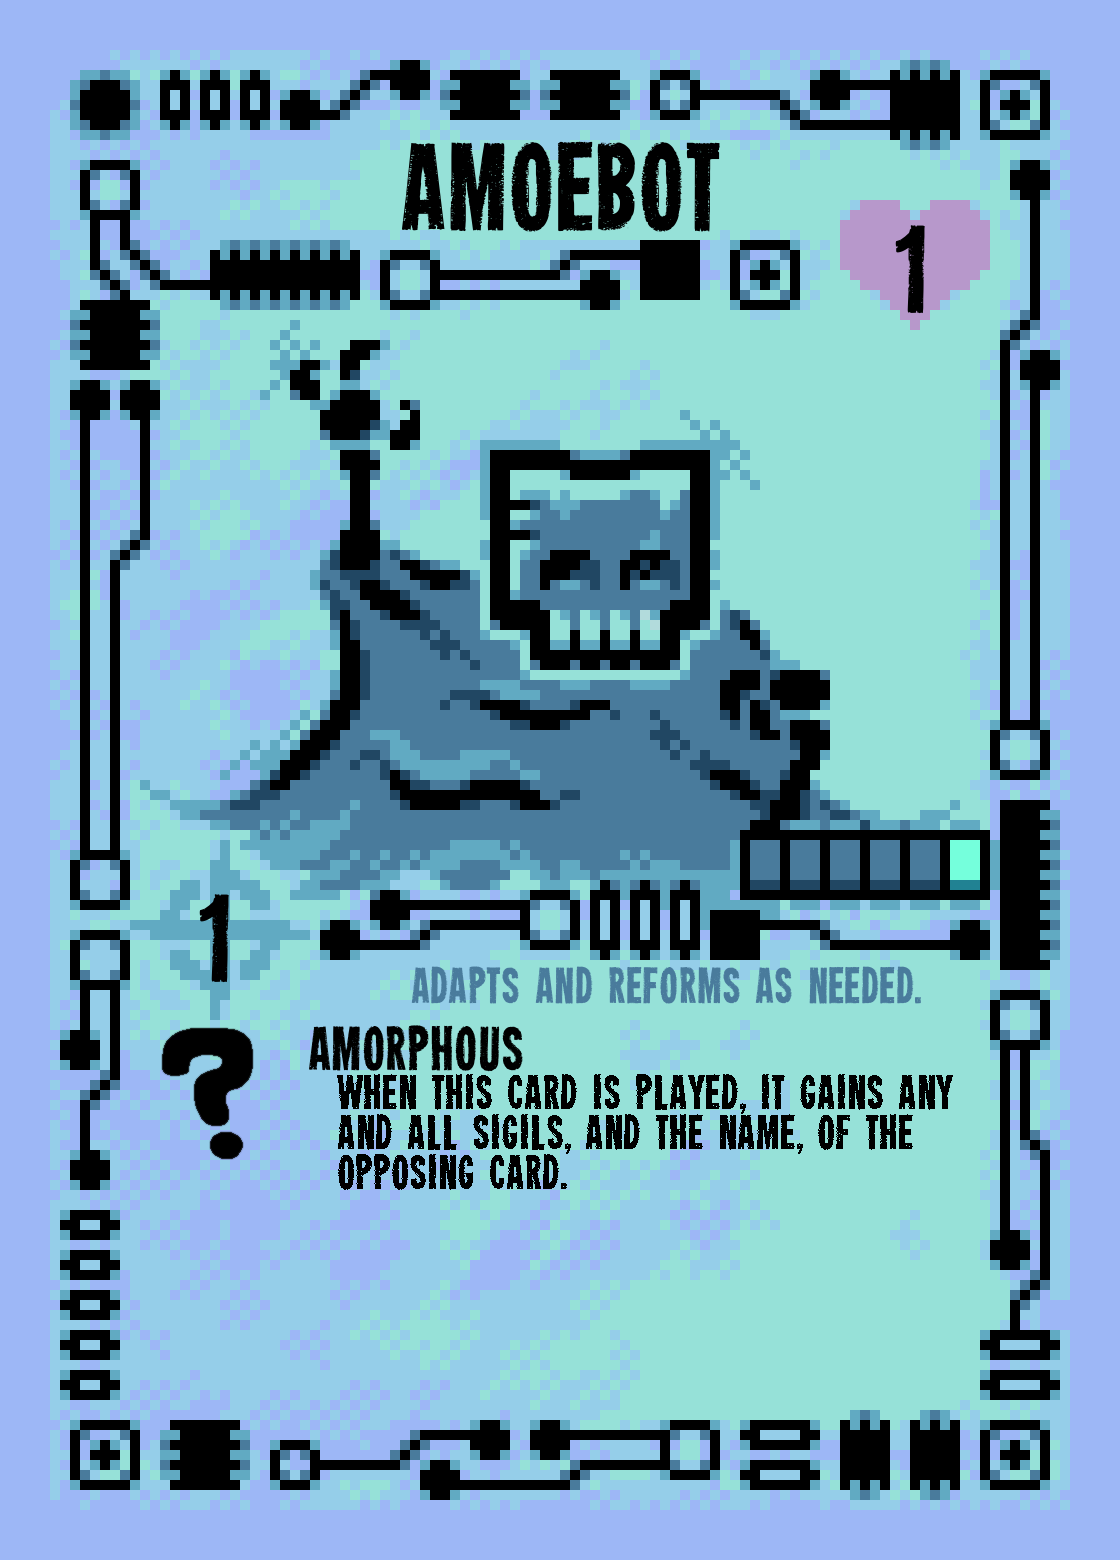 AMOEBOT
1
1
ADAPTS AND REFORMS AS NEEDED.
?
AMORPHOUS
WHEN THIS CARD IS PLAYED, IT GAINS ANY
AND ALL SIGILS, AND THE NAME, OF THE
OPPOSING CARD.